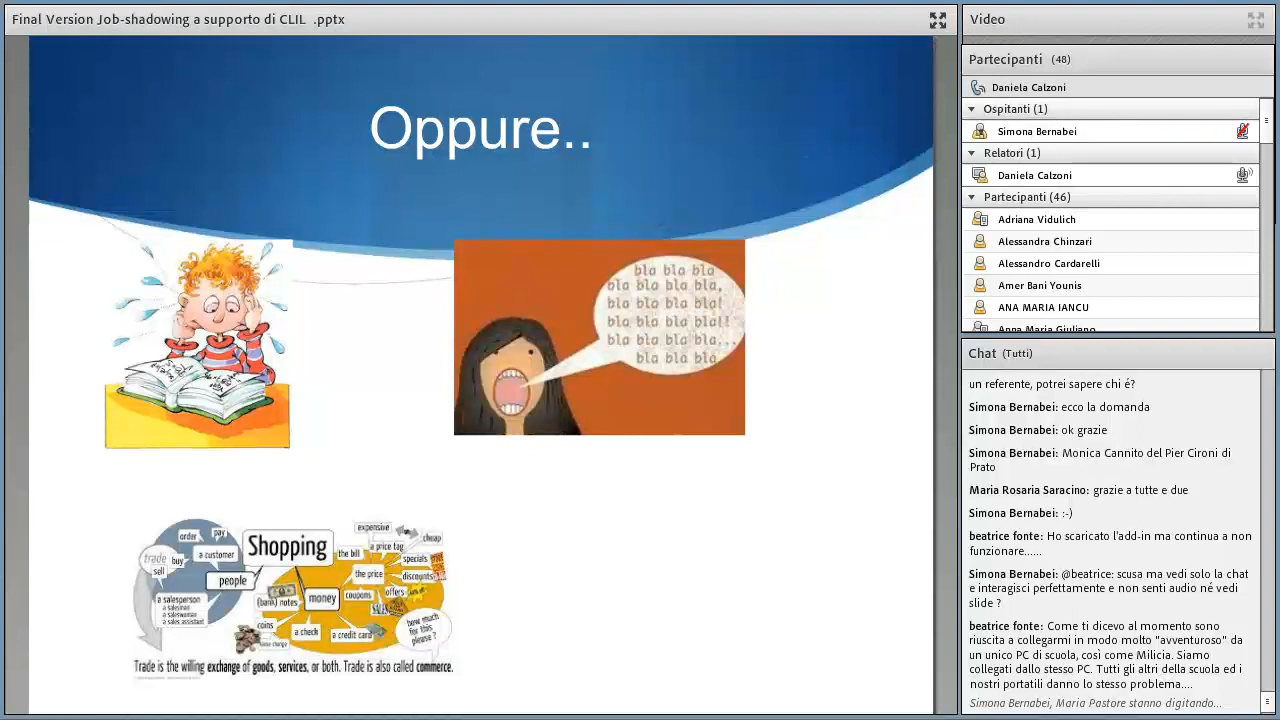 Final Version Job-shadowing a supporto di CLIL .pptx
Oppure..
bla bla bla
bla bla bla bla,
bla bla bla bla!
bla bla bla bla!!
bla bla bla bla...
bla bla bla
Shopping
order
pay
trade
buy
a customer
sell
people
a salesperson
a salesman
a saleswoman
a sales assistant
expensive
cheap
the bill
a price tag
specials
the price
discounts
(bank) notes
money
coupons
offers
SALES
coins
a check
a credit card
how much
for this
please ?
Trade is the willing exchange of goods, services, or both. Trade is also called commerce.
Video
Partecipanti (48)
Daniela Calzoni
Ospitanti (1)
Simona Bernabei
Relatori (1)
Daniela Calzoni
Partecipanti (46)
Adriana Vidulich
Alessandra Chinzari
Alessandro Cardarelli
Amer Bani Younis
ANA MARIA IANCU
Anna Maria Giuliano
Chat (Tutti)
un referente, potrei sapere chi é?
Simona Bernabei: ecco la domanda
Simona Bernabei: ok grazie
Simona Bernabei: Monica Cannito del Pier Cironi di
Prato
Maria Rosaria Saracino: grazie a tutte e due
Simona Bernabei: :-)
beatrice fonte: Ho scaricato l'add-in ma continua a non
funzionare.....
Simona Bernabei: @beatrice: scusa ma vedi solo la chat
e interagisci perfettamente o non senti audio né vedi
slide ?
beatrice fonte: Come ti dicevo al momento sono
riuscita a collegarmi in modo molto "avventuroso" da
un unico PC di scuola, così come Milicia. Siamo
collegati allo stesso PC. Tutti gli altri della scuola ed i
nostri portatili danno lo stesso problema....
Simona Bernabei, Maria Pastore stanno digitando...